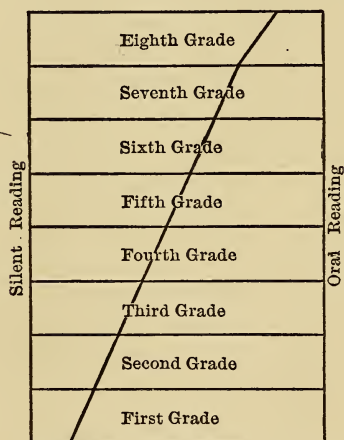 Eighth Grade
Seventh Grade
Sixth Grade
Fifth Grade
Fourth Grade
Third Grade
Second Grade
First Grade
Silent Reading
Oral Reading